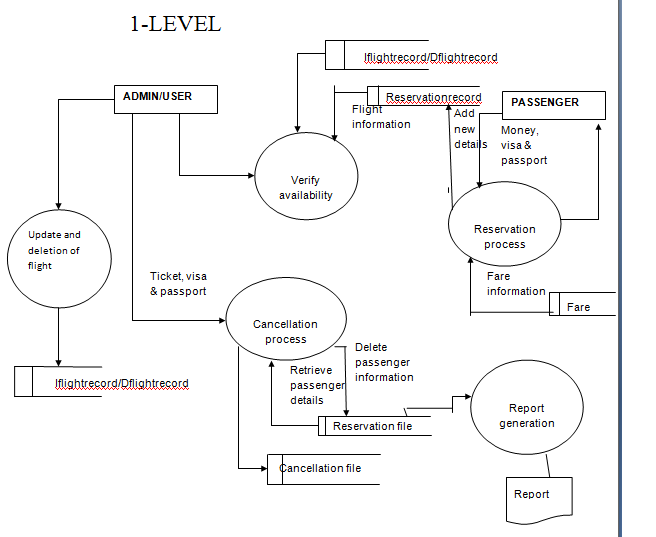 1-LEVEL
Iflightrecord/Dflightrecord
ADMIN/USER
Reservationrecord
PASSENGER
Flight
information
Add
new
details
Money,
visa &
passport
Verify
availability
Reservation
process
Update and
deletion of
flight
Ticket, visa
& passport
Fare
information
Fare
Cancellation
process
Delete
passenger
information
Retrieve
passenger
details
Iflightrecord/Dflightrecord
Reservation file
Report
generation
Cancellation file
Report